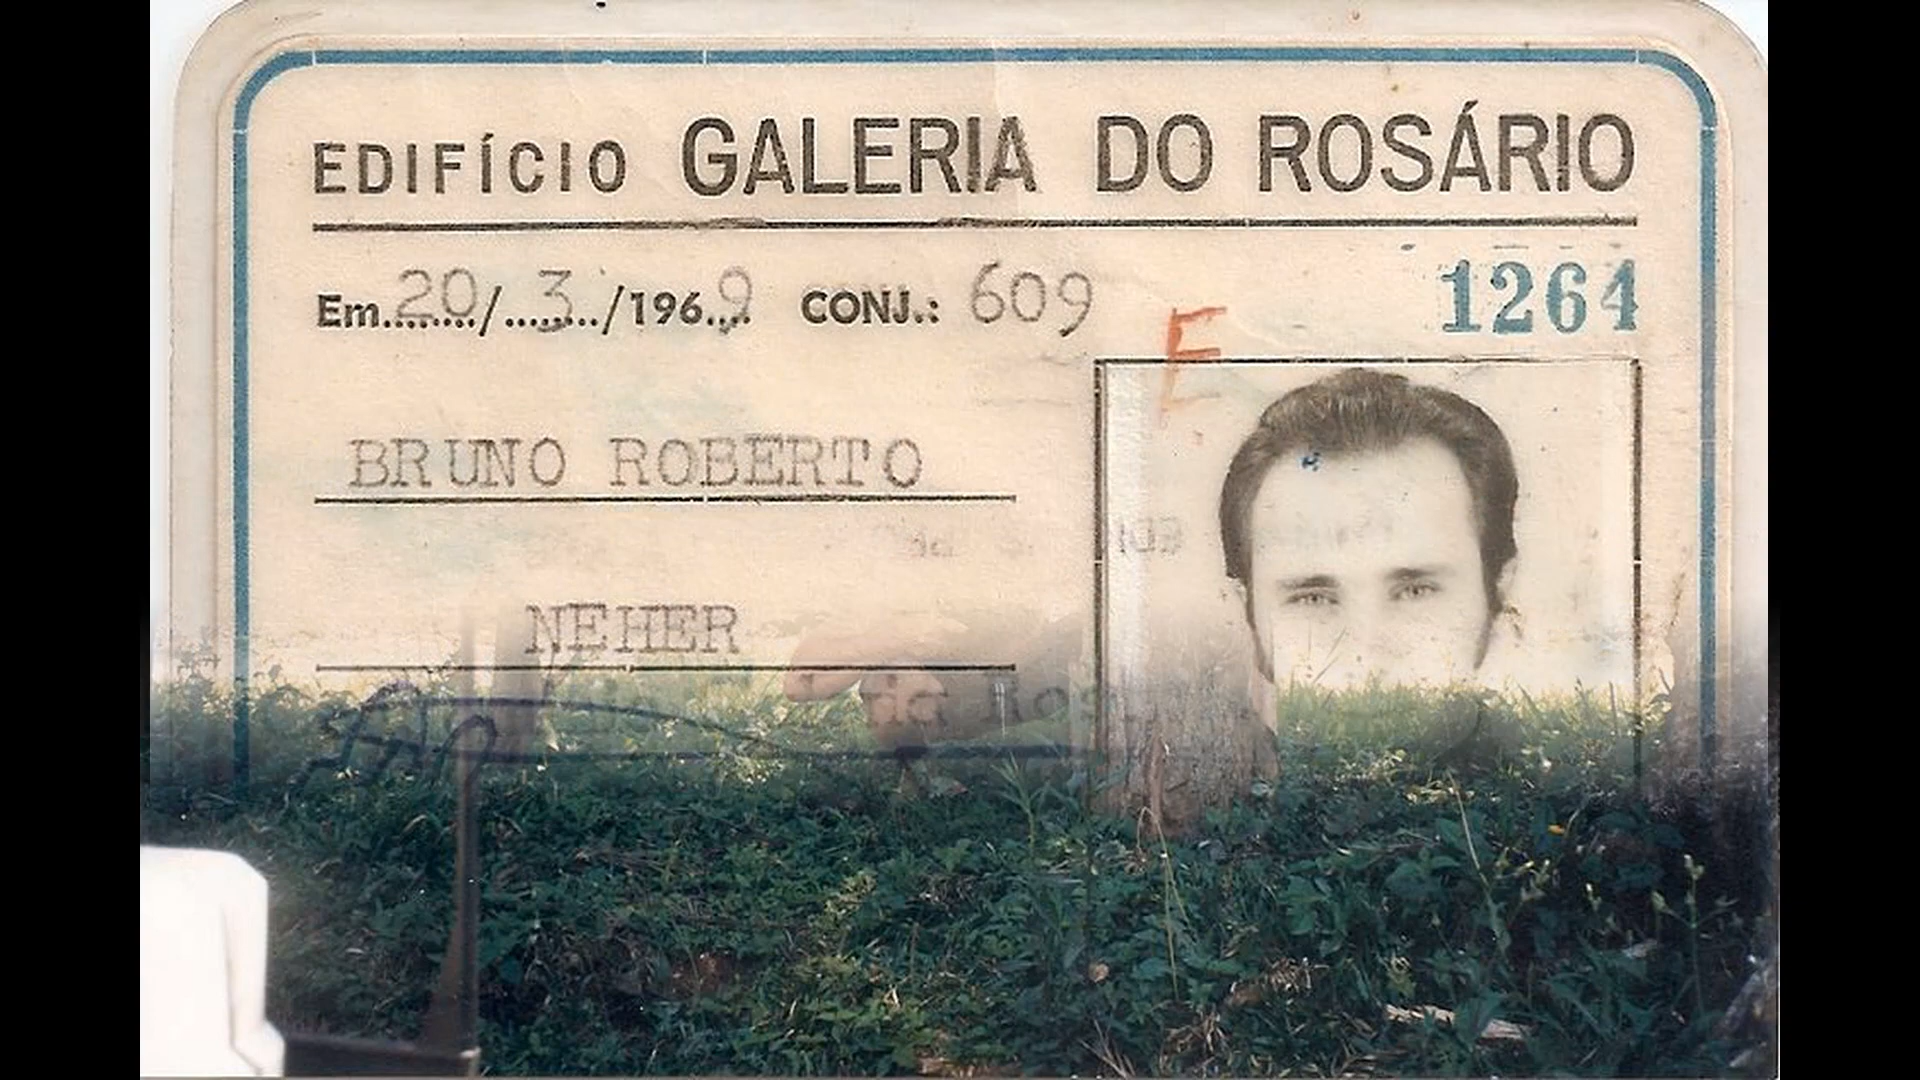 EDIFÍCIO GALERIA DO ROSÁRIO
Em 20/ 3 /1969 CONJ.: 609 1264
F
BRUNO ROBERTO
NEHER